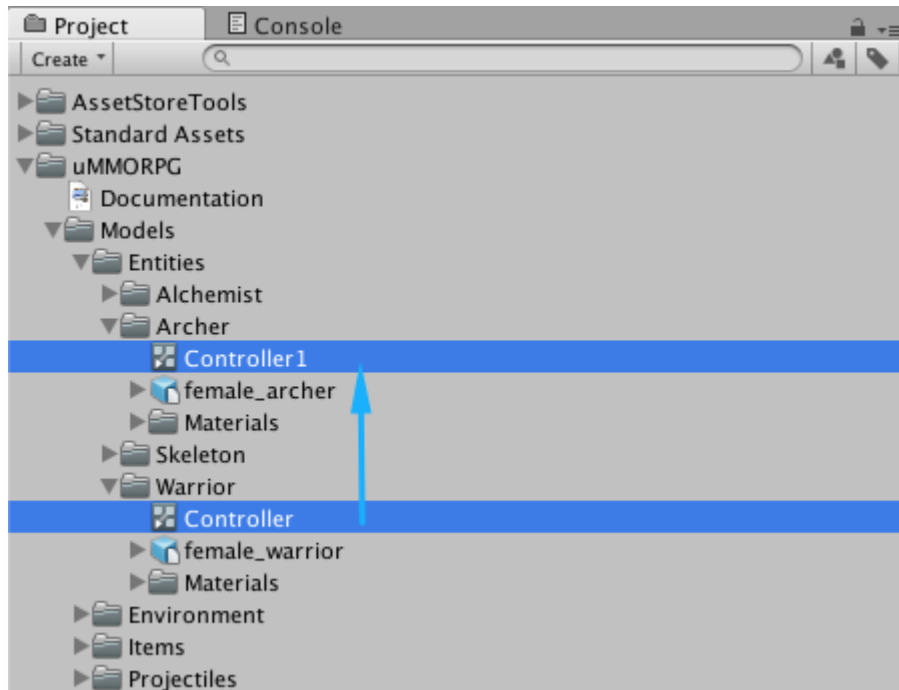 Project Console
Create
AssetStoreTools
Standard Assets
uMMORPG
Documentation
Models
Entities
Alchemist
Archer
Controller1
female_archer
Materials
Skeleton
Warrior
Controller
female_warrior
Materials
Environment
Items
Projectiles